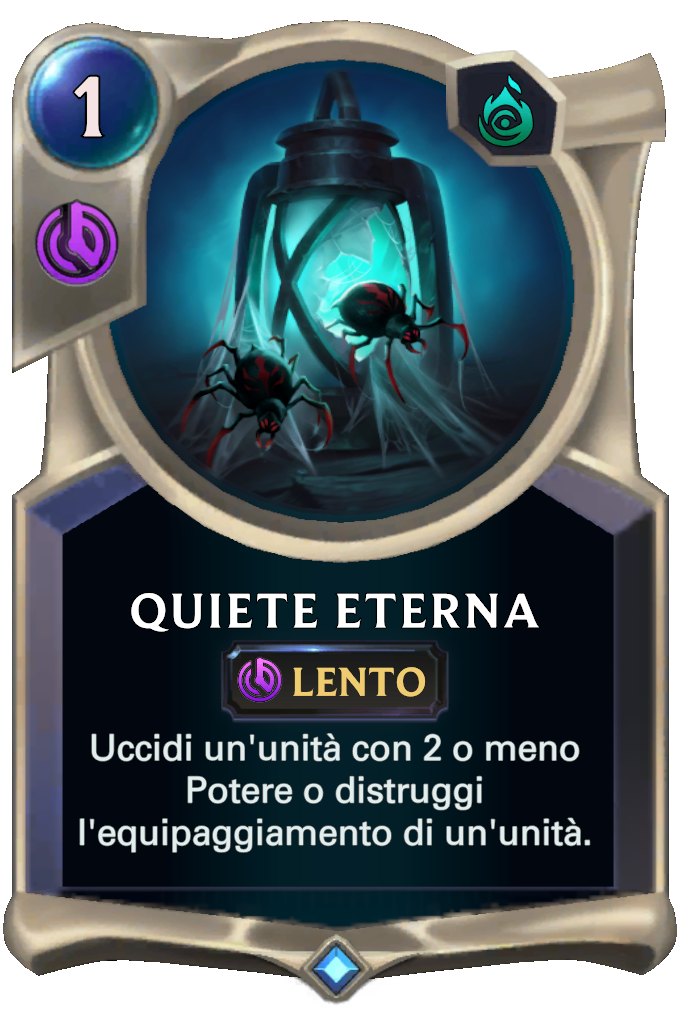 1
QUIETE ETERNA
LENTO
Uccidi un'unità con 2 o meno
Potere o distruggi
l'equipaggiamento di un'unità.